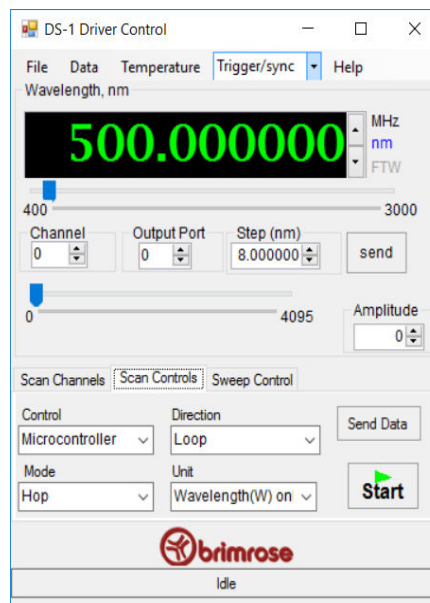 DS-1 Driver Control
File Data Temperature Trigger/sync Help
Wavelength, nm
500.000000
MHz
nm
FTW
400 3000
Channel Output Port Step (nm)
0 0 8.000000 send
0 4095
Amplitude
0
Scan Channels Scan Controls Sweep Control
Control Direction
Microcontroller Loop Send Data
Mode Unit
Hop Wavelength(W) on Start
brimrose
Idle